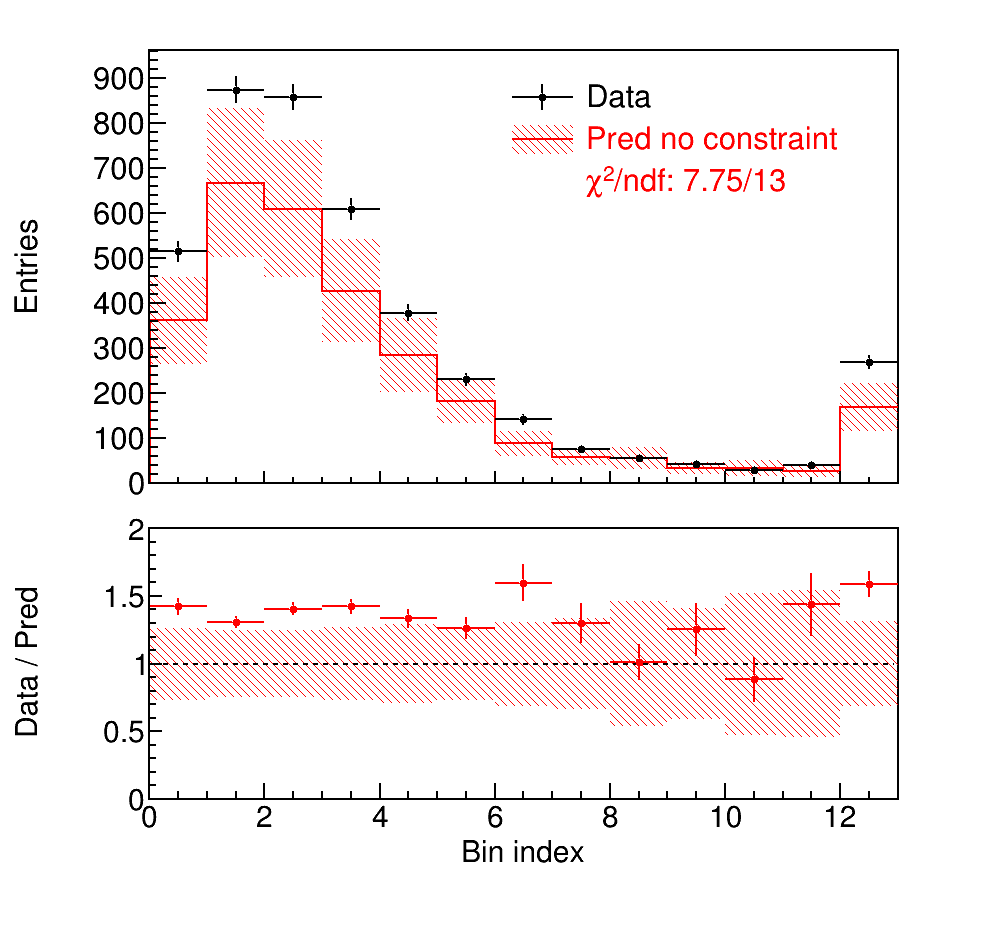 900
800
700
600
500
400
300
200
100
0
Entries
Data
Pred no constraint
χ²/ndf: 7.75/13
2
1.5
1
0.5
0
Data / Pred
0 2 4 6 8 10 12
Bin index